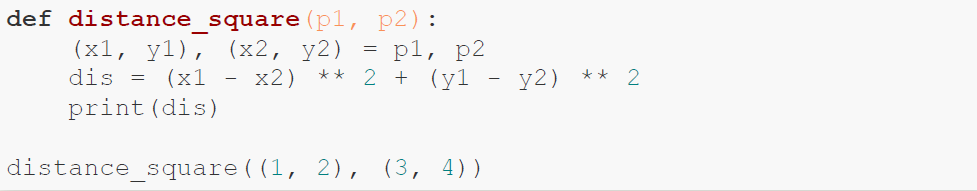 def distance_square(p1, p2):
    (x1, y1), (x2, y2) = p1, p2
    dis = (x1 - x2) ** 2 + (y1 - y2) ** 2
    print(dis)
distance_square((1, 2), (3, 4))